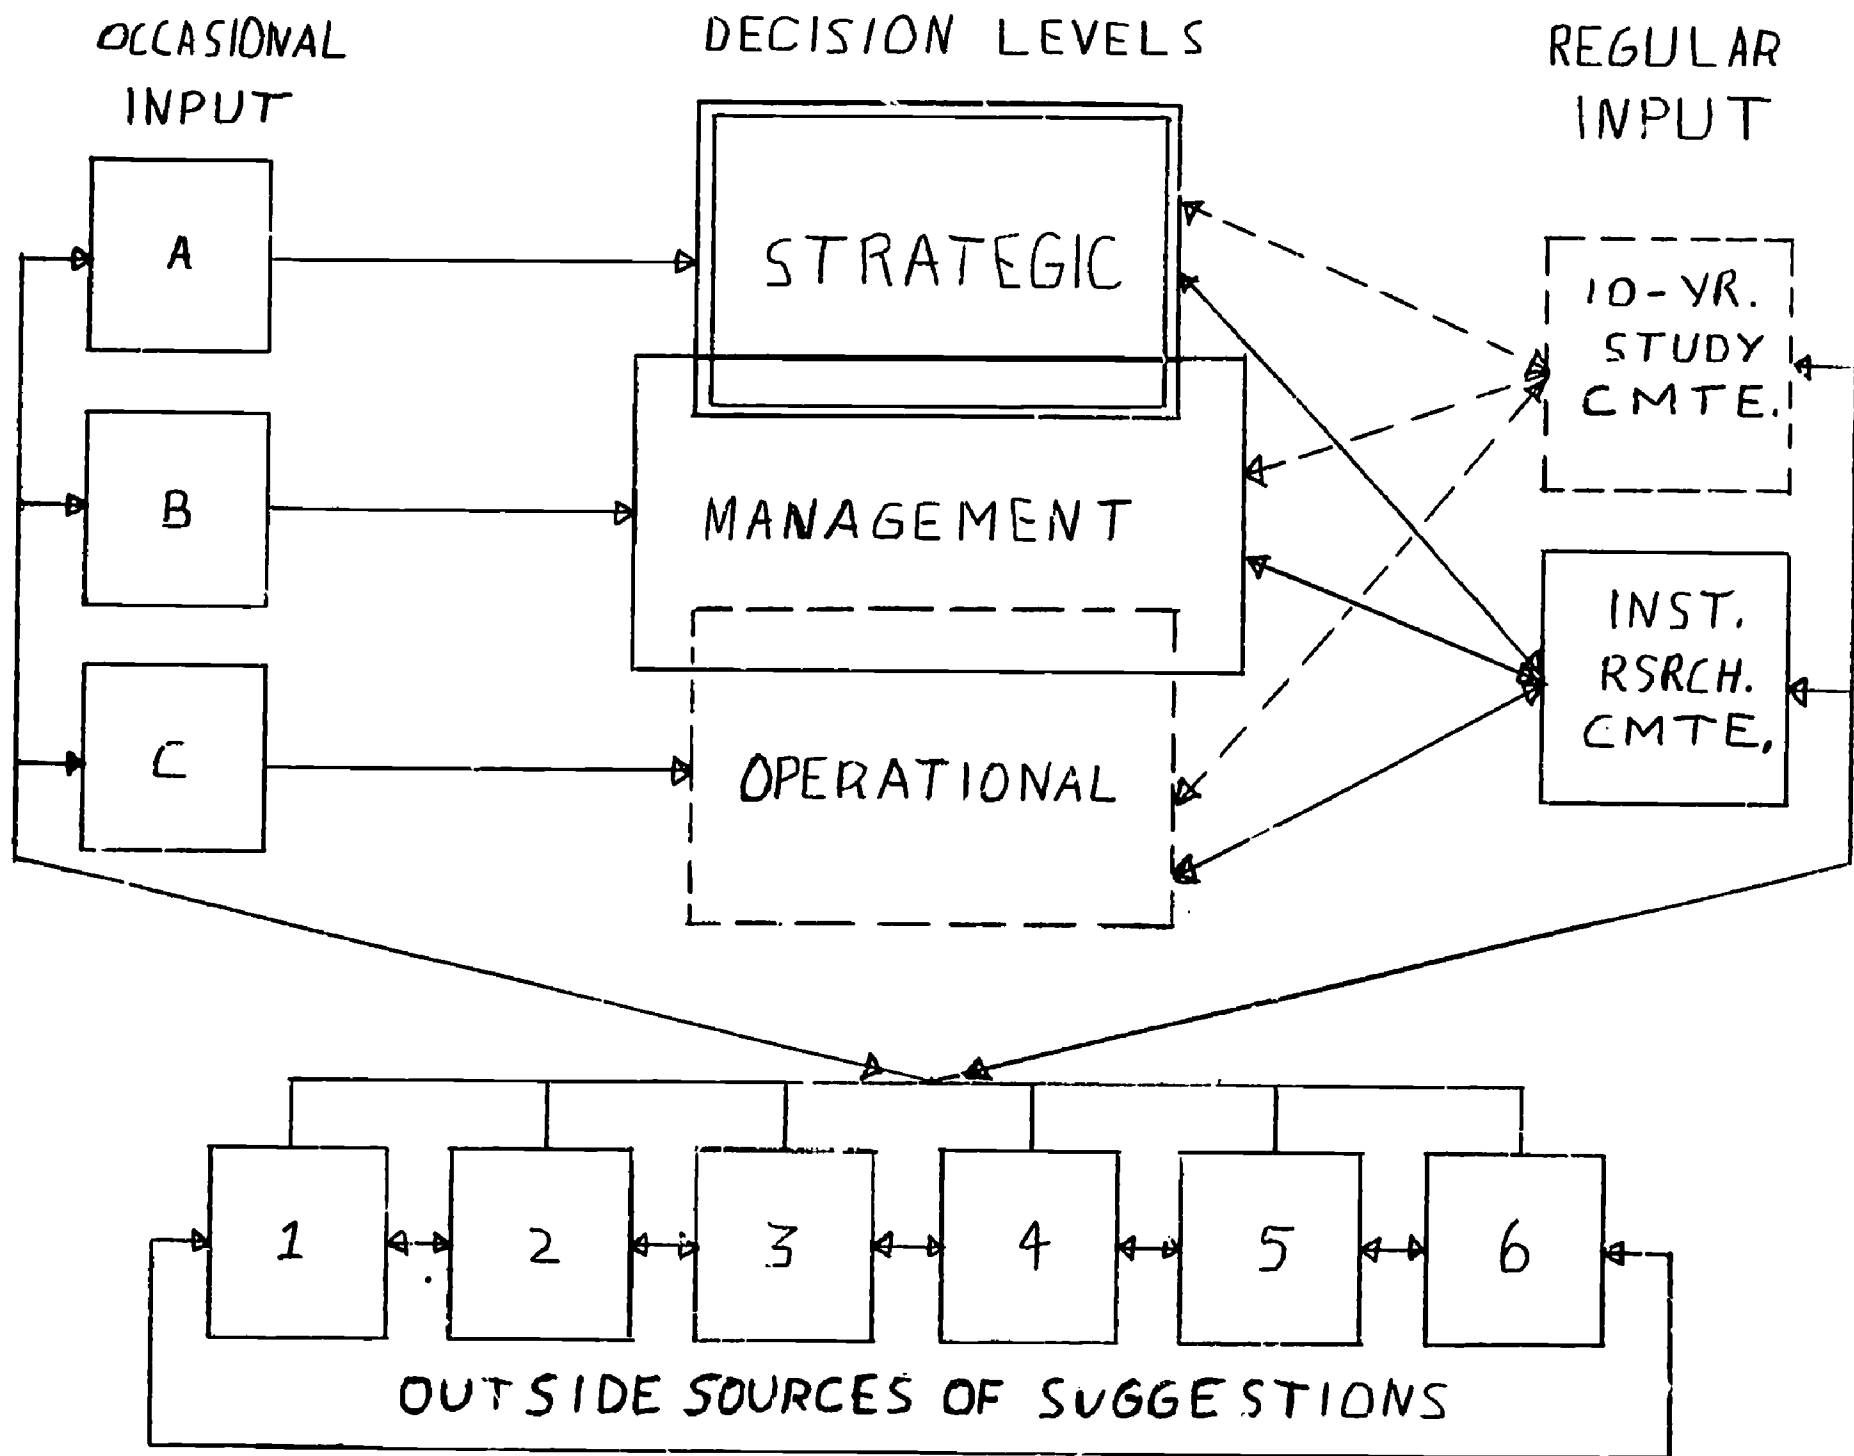 OCCASIONAL
INPUT
DECISION LEVELS
REGULAR
INPUT
A
STRATEGIC
10-YR.
STUDY
CMTE.
B
MANAGEMENT
INST.
RSRCH.
CMTE.
C
OPERATIONAL
1
2
3
4
5
6
OUTSIDE SOURCES OF SUGGESTIONS